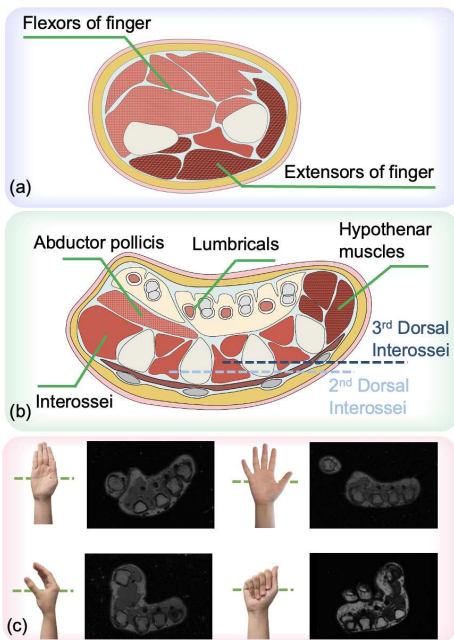 Flexors of finger
Extensors of finger
(a)
Abductor pollicis
Lumbricals
Hypothenar
muscles
3rd Dorsal
Interossei
2nd Dorsal
Interossei
Interossei
(b)
(c)